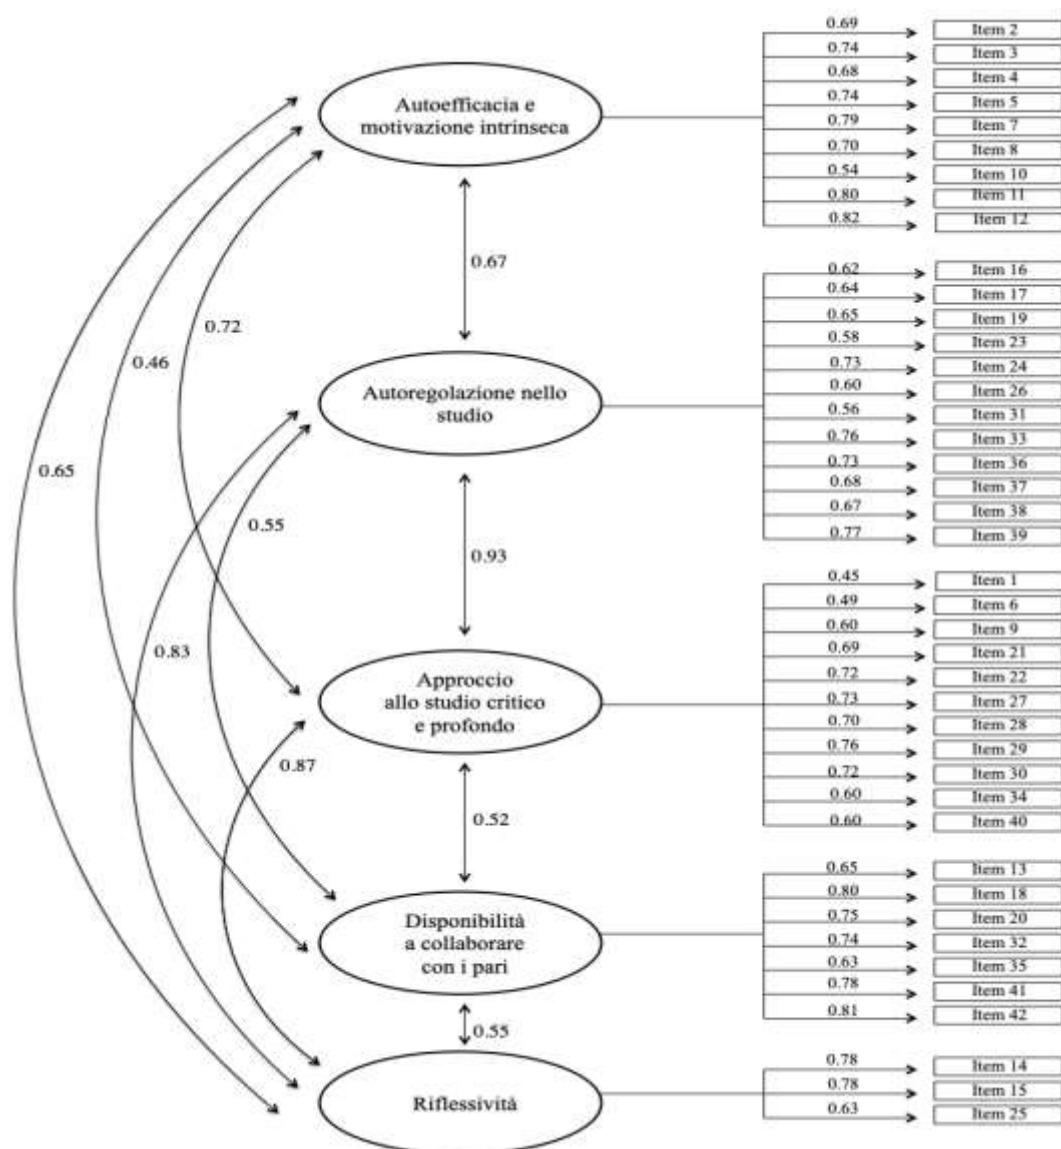 0.69 Item 2
0.74 Item 3
0.68 Item 4
0.74 Item 5
0.79 Item 7
0.70 Item 8
0.54 Item 10
0.80 Item 11
0.82 Item 12
Autoefficacia e
motivazione intrinseca
0.67
0.72
0.46
0.65
0.62 Item 16
0.64 Item 17
0.65 Item 19
0.58 Item 23
0.73 Item 24
0.60 Item 26
0.56 Item 31
0.76 Item 33
0.73 Item 36
0.68 Item 37
0.67 Item 38
0.77 Item 39
Autoregolazione nello
studio
0.55
0.93
0.83
0.45 Item 1
0.49 Item 6
0.60 Item 9
0.69 Item 21
0.72 Item 22
0.73 Item 27
0.70 Item 28
0.76 Item 29
0.72 Item 30
0.60 Item 34
0.60 Item 40
Approccio
allo studio critico
e profondo
0.87
0.52
0.65 Item 13
0.80 Item 18
0.75 Item 20
0.74 Item 32
0.63 Item 35
0.78 Item 41
0.81 Item 42
Disponibilità
a collaborare
con i pari
0.55
0.78 Item 14
0.78 Item 15
0.63 Item 25
Riflessività